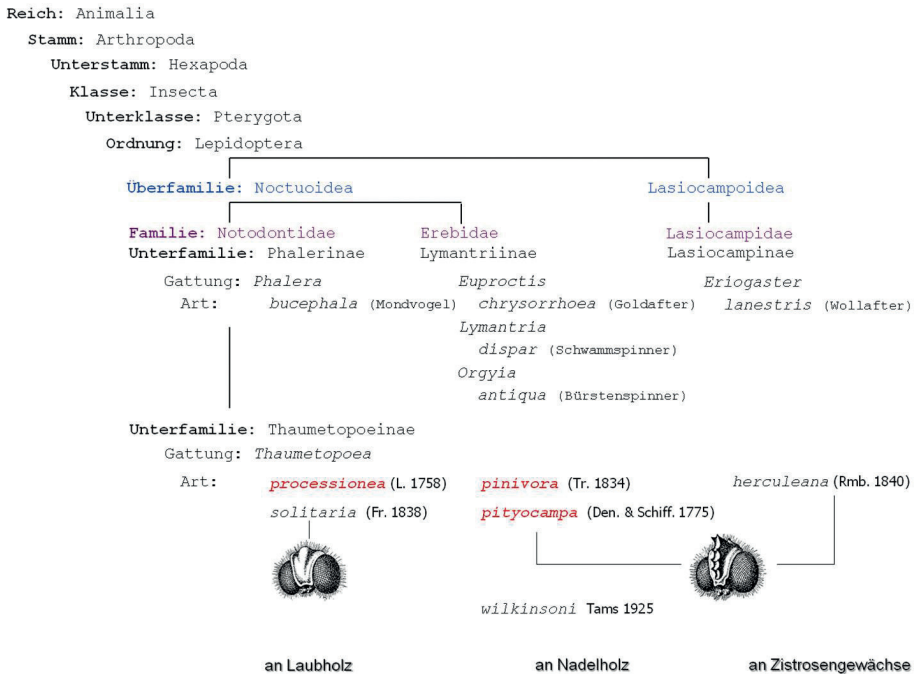 Reich: Animalia
Stamm: Arthropoda
Unterstamm: Hexapoda
Klasse: Insecta
Unterklasse: Pterygota
Ordnung: Lepidoptera
Überfamilie: Noctuoidea Lasiocampoidea
Familie: Notodontidae Erebidae Lasiocampidae
Unterfamilie: Phalerinae Lymantriinae Lasiocampinae
Gattung: Phalera Euproctis Eriogaster
Art: bucephala (Mondvogel) chrysorrhoea (Goldafter) lanestris (Wollafter)
Lymantria
dispar (Schwammspinner)
Orgyia
antiqua (Bürstenspinner)
Unterfamilie: Thaumetopoeinae
Gattung: Thaumetopoea
Art: processionea (L. 1758) pinivora (Tr. 1834) herculeana (Rmb. 1840)
solitaria (Fr. 1838) pityocampa (Den. & Schiff. 1775)
wilkinsoni Tams 1925
an Laubholz an Nadelholz an Zistrosengewächse